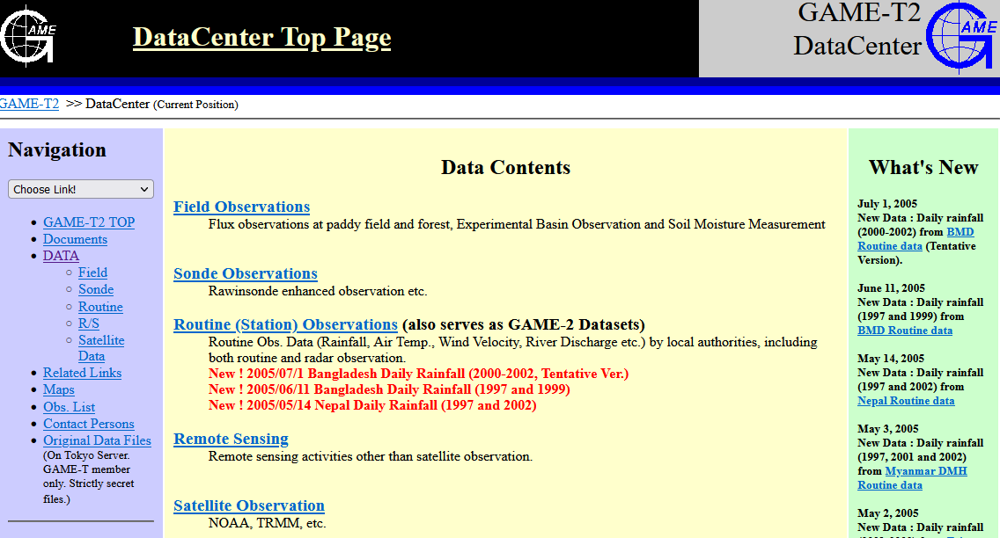 AME
DataCenter Top Page
GAME-T2
DataCenter
AME
GAME-T2 >> DataCenter (Current Position)
Navigation
Choose Link!
GAME-T2 TOP
Documents
DATA
Field
Sonde
Routine
R/S
Satellite
Data
Related Links
Maps
Obs. List
Contact Persons
Original Data Files
(On Tokyo Server.
GAME-T member
only. Strictly secret
files.)
Data Contents
Field Observations
Flux observations at paddy field and forest, Experimental Basin Observation and Soil Moisture Measurement
Sonde Observations
Rawinsonde enhanced observation etc.
Routine (Station) Observations (also serves as GAME-2 Datasets)
Routine Obs. Data (Rainfall, Air Temp., Wind Velocity, River Discharge etc.) by local authorities, including
both routine and radar observation.
New ! 2005/07/1 Bangladesh Daily Rainfall (2000-2002, Tentative Ver.)
New ! 2005/06/11 Bangladesh Daily Rainfall (1997 and 1999)
New ! 2005/05/14 Nepal Daily Rainfall (1997 and 2002)
Remote Sensing
Remote sensing activities other than satellite observation.
Satellite Observation
NOAA, TRMM, etc.
What's New
July 1, 2005
New Data : Daily rainfall
(2000-2002) from BMD
Routine data (Tentative
Version).
June 11, 2005
New Data : Daily rainfall
(1997 and 1999) from
BMD Routine data
May 14, 2005
New Data : Daily rainfall
(1997 and 2002) from
Nepal Routine data
May 3, 2005
New Data : Daily rainfall
(1997, 2001 and 2002)
from Myanmar DMH
Routine data
May 2, 2005
New Data : Daily rainfall